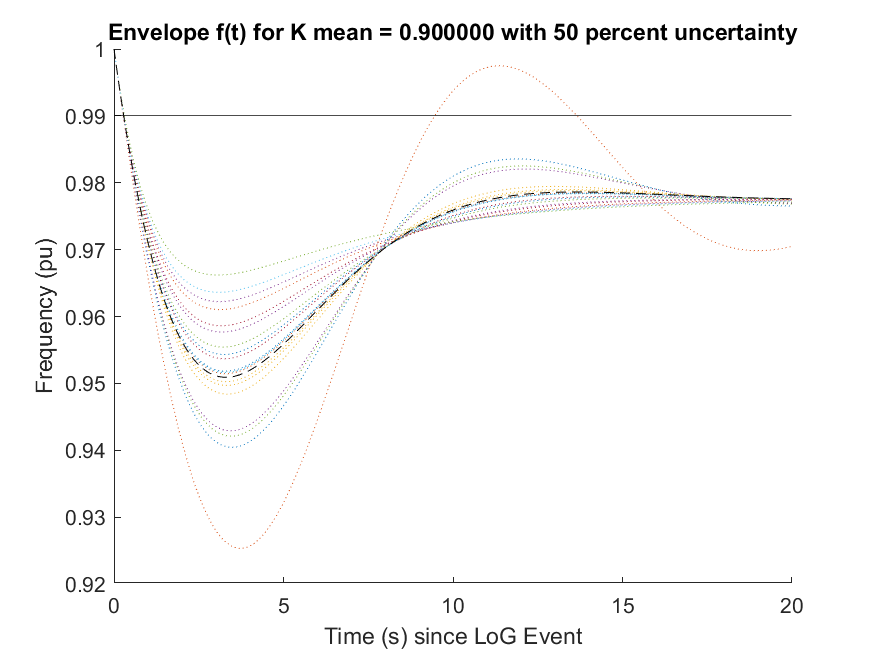 Envelope f(t) for K mean = 0.900000 with 50 percent uncertainty
1
0.99
0.98
0.97
0.96
0.95
0.94
0.93
0.92
Frequency (pu)
0 5 10 15 20
Time (s) since LoG Event